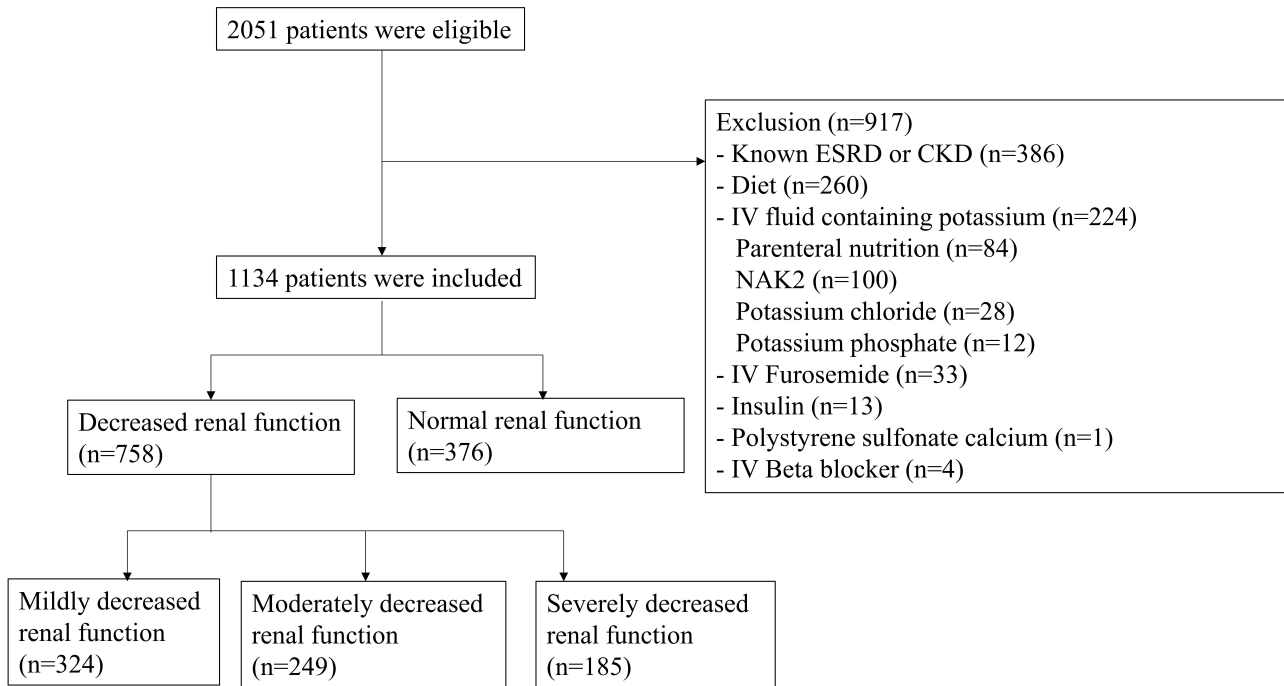 2051 patients were eligible
Exclusion (n=917)
- Known ESRD or CKD (n=386)
- Diet (n=260)
- IV fluid containing potassium (n=224)
Parenteral nutrition (n=84)
NAK2 (n=100)
Potassium chloride (n=28)
Potassium phosphate (n=12)
- IV Furosemide (n=33)
- Insulin (n=13)
- Polystyrene sulfonate calcium (n=1)
- IV Beta blocker (n=4)
1134 patients were included
Decreased renal function
(n=758)
Normal renal function
(n=376)
Mildly decreased
renal function
(n=324)
Moderately decreased
renal function
(n=249)
Severely decreased
renal function
(n=185)